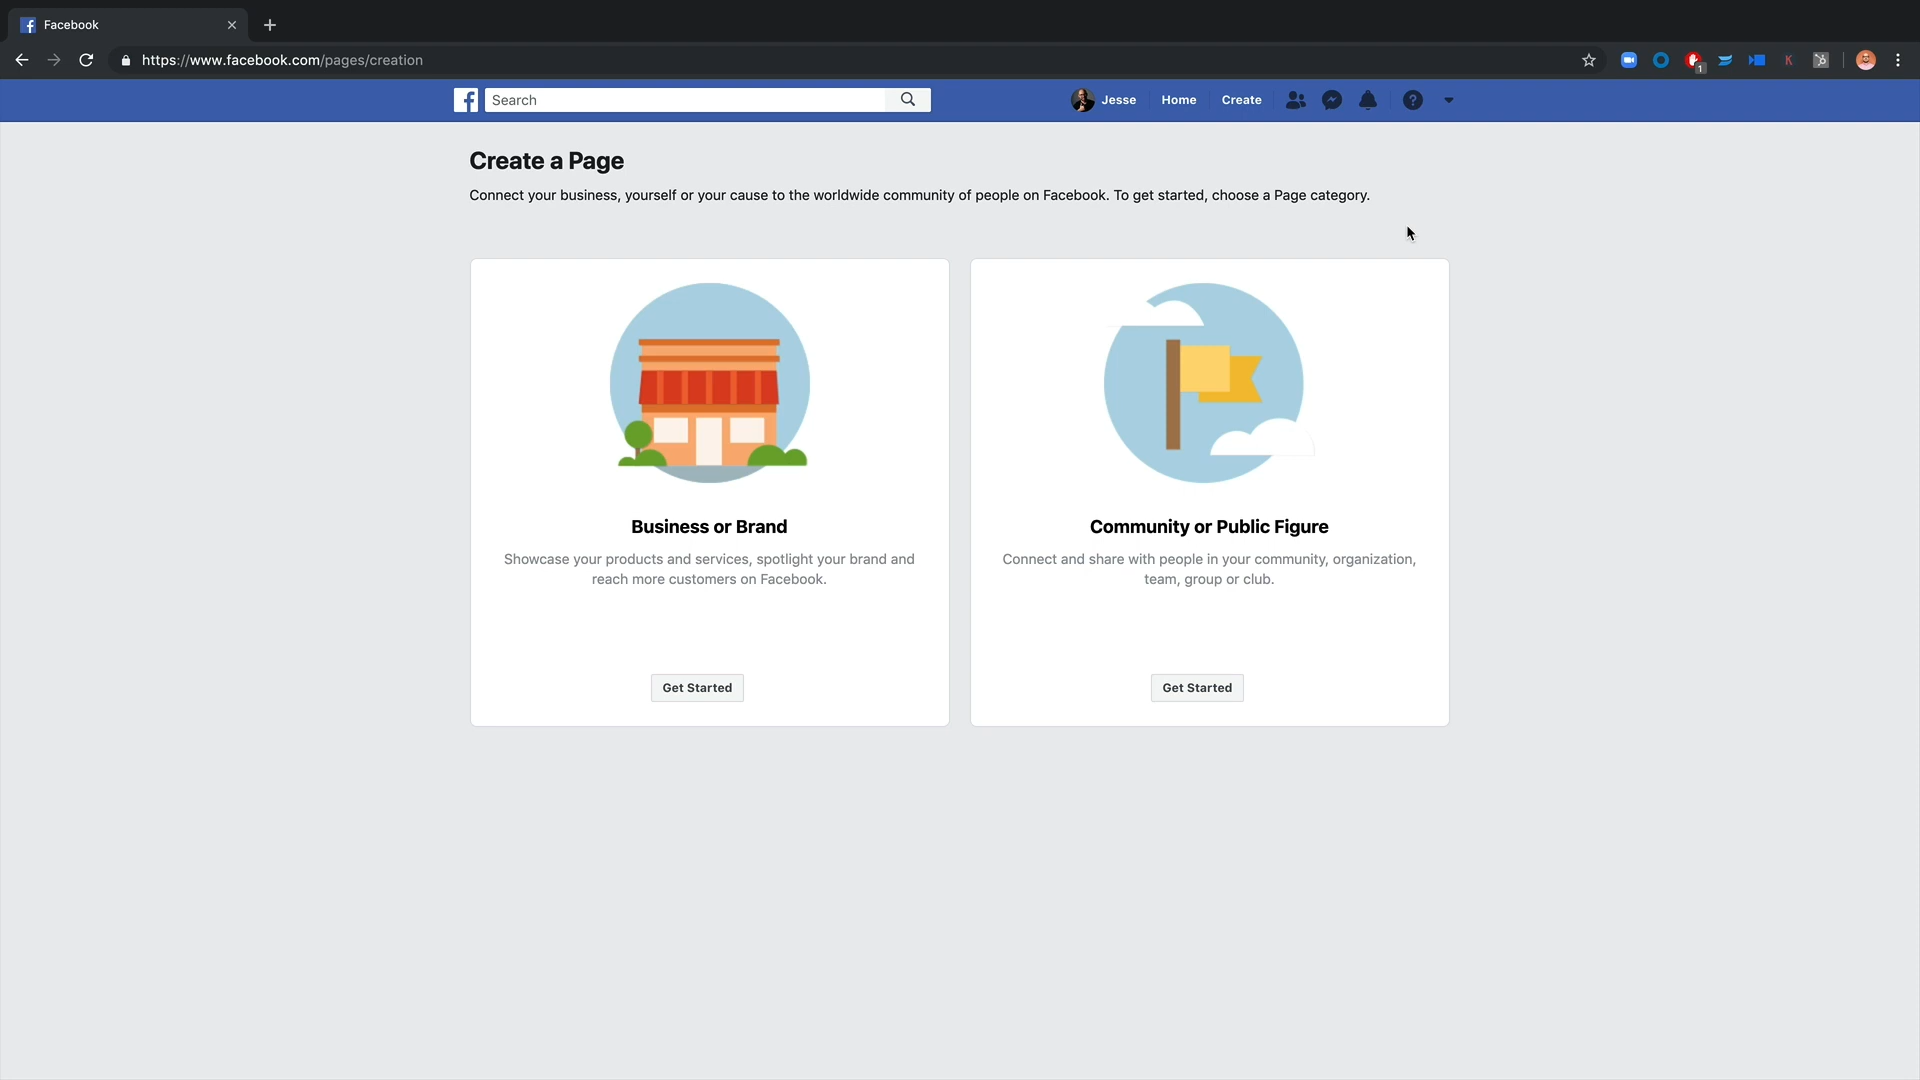 Facebook
https://www.facebook.com/pages/creation
1
K
Search
Jesse
Home
Create
Create a Page
Connect your business, yourself or your cause to the worldwide community of people on Facebook. To get started, choose a Page category.
Business or Brand
Showcase your products and services, spotlight your brand and
reach more customers on Facebook.
Get Started
Community or Public Figure
Connect and share with people in your community, organization,
team, group or club.
Get Started